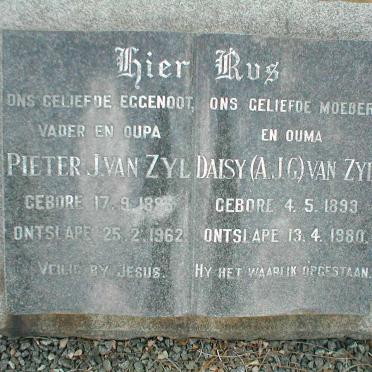 Hier Rus
ONS GELIEFDE EGGENOOT,
VADER EN OUPA
PIETER J. VAN ZYL
GEBORE 17. 9.
ONTSLAPE 25. 2. 1962.
VEILIG BY JESUS.
ONS GELIEFDE MOEDER
EN OUMA
DAISY (A.J.C.) VAN ZYL
GEBORE 4. 5. 1893
ONTSLAPE 13. 4. 1980.
HY HET WAARLIK OPGESTAAN.